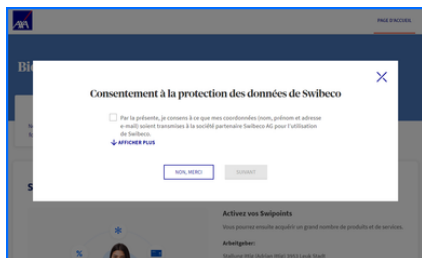 AXA
PAGE D'ACCUEIL
Bi
Consentement à la protection des données de Swibeco
Par la présente, je consens à ce que mes coordonnées (nom, prénom et adresse
e-mail) soient transmises à la société partenaire Swibeco AG pour l'utilisation
de Swibeco.
AFFICHER PLUS
NON, MERCI
SUIVANT
S
Activez vos Swipoints
Vous pourrez ensuite acquérir un grand nombre de produits et de services.
Arbeitgeber: